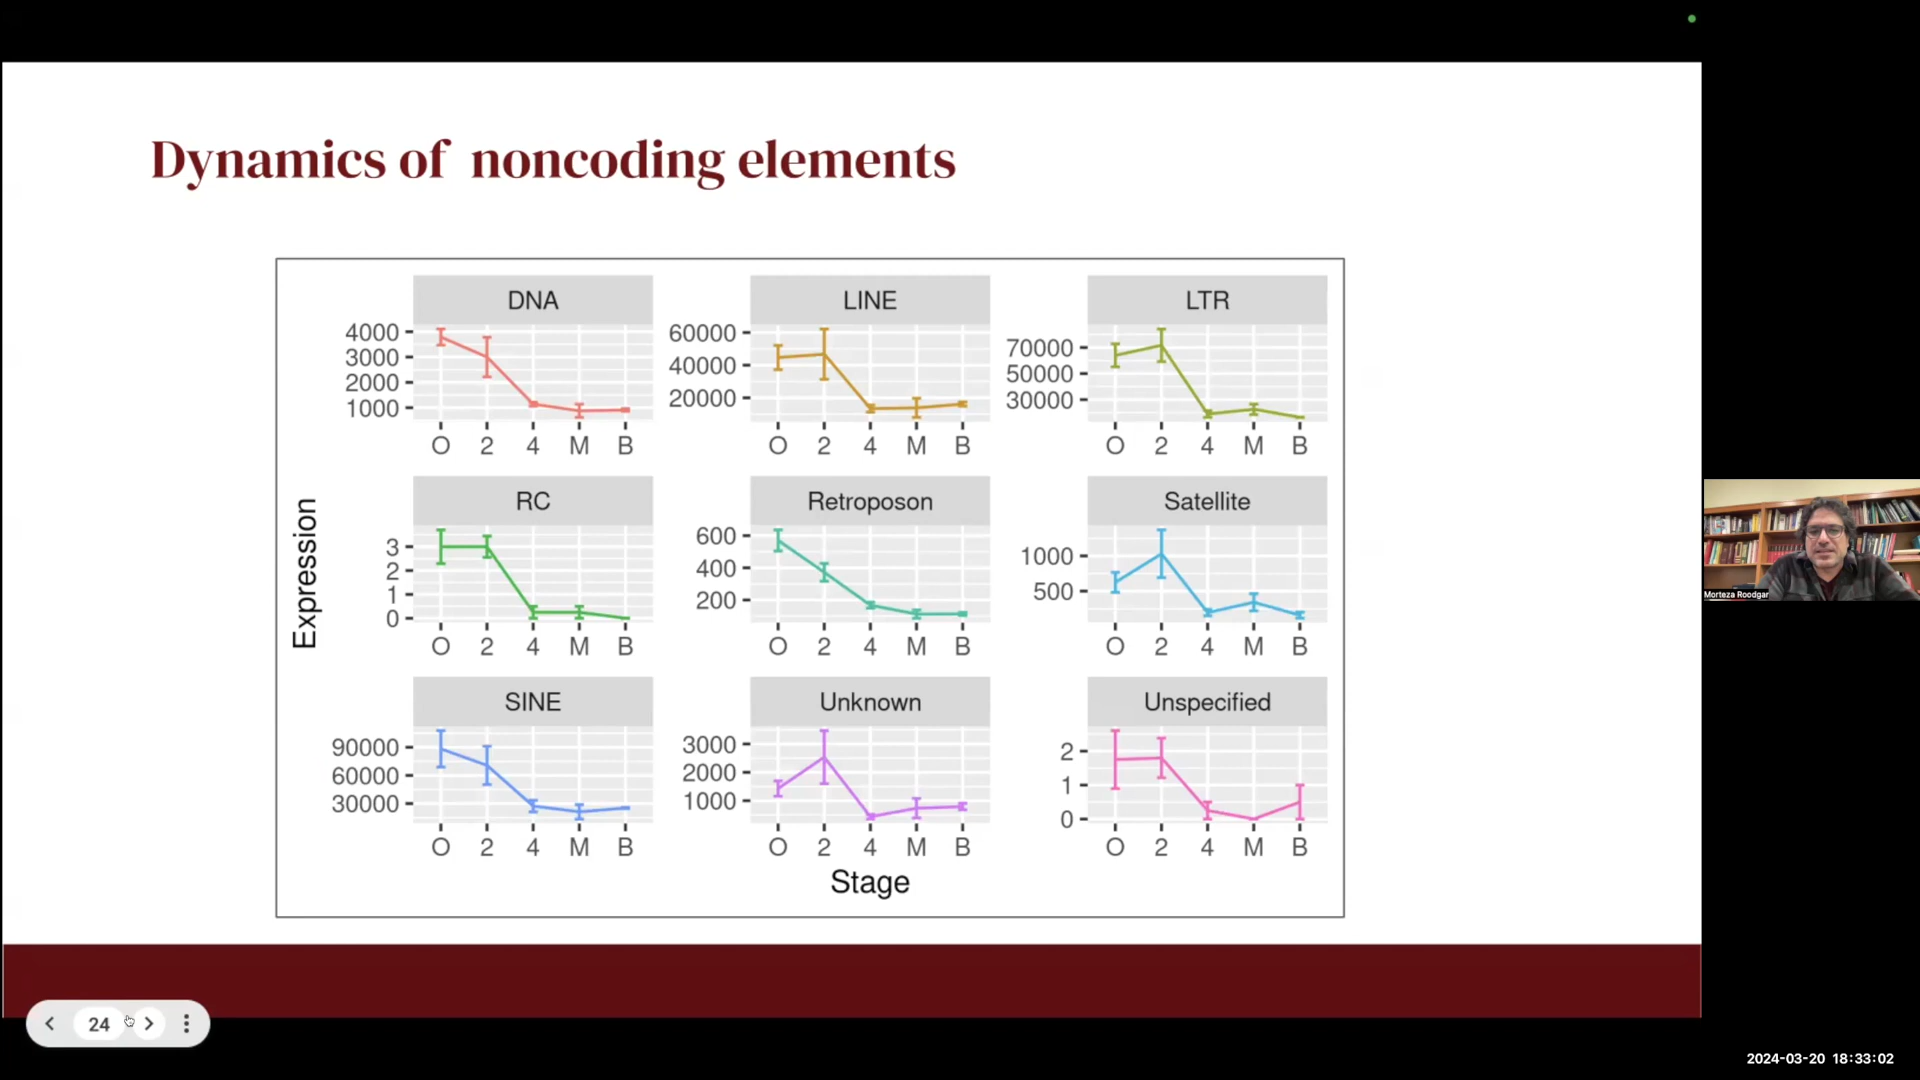 Dynamics of noncoding elements
DNA
LINE
LTR
4000
3000
2000
1000
60000
40000
20000
70000
50000
30000
O 2 4 M B
O 2 4 M B
O 2 4 M B
RC
Retroposon
Satellite
3
2
1
0
600
400
200
1000
500
O 2 4 M B
O 2 4 M B
O 2 4 M B
Expression
SINE
Unknown
Unspecified
90000
60000
30000
3000
2000
1000
2
1
0
O 2 4 M B
O 2 4 M B
O 2 4 M B
Stage
Morteza Roodgar
24
2024-03-20 18:33:02